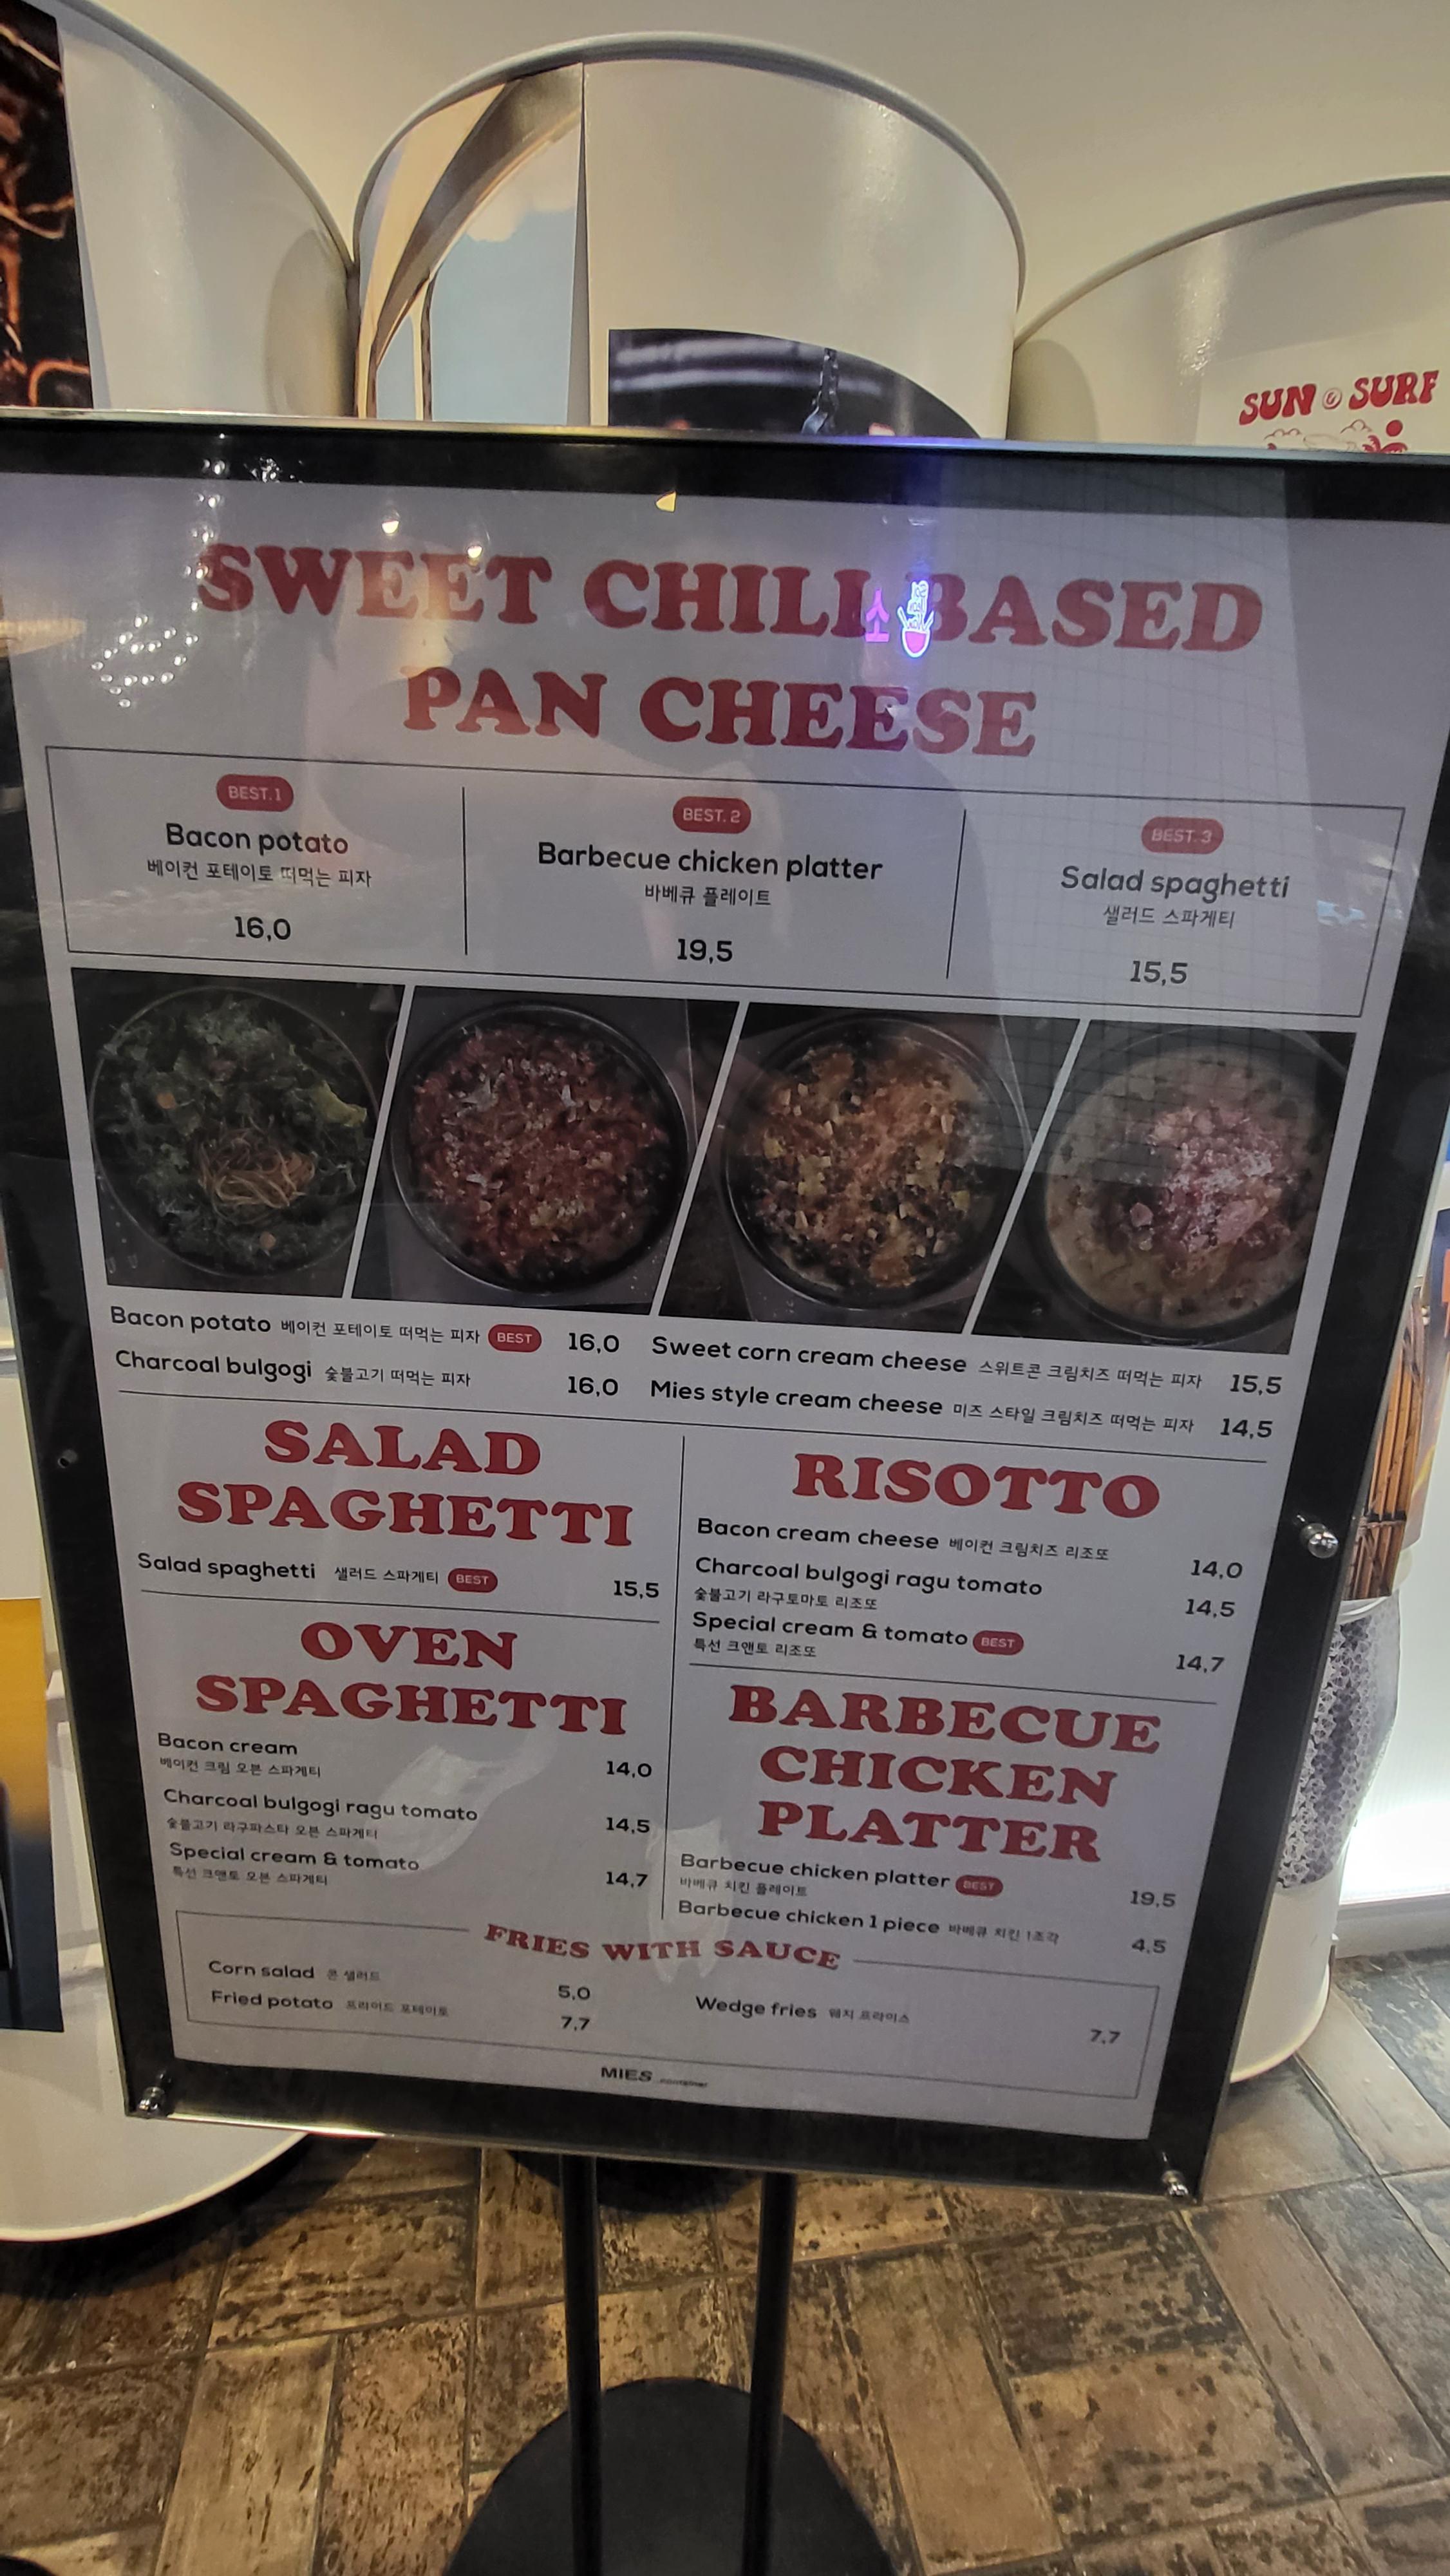 SUN & SURF
SWEET CHILI BASED
PAN CHEESE
BEST.1
Bacon potato
베이컨 포테이토 떠먹는 피자
16,0
BEST. 2
Barbecue chicken platter
바베큐 플레이트
19,5
BEST. 3
Salad spaghetti
샐러드 스파게티
15,5
Bacon potato 베이컨 포테이토 떠먹는 피자 BEST 16,0
Charcoal bulgogi 숯불고기 떠먹는 피자 16,0
Sweet corn cream cheese 스위트콘 크림치즈 떠먹는 피자 15,5
Mies style cream cheese 미즈 스타일 크림치즈 떠먹는 피자 14,5
SALAD
SPAGHETTI
Salad spaghetti 샐러드 스파게티 BEST 15,5
OVEN
SPAGHETTI
Bacon cream 14,0
베이컨 크림 오븐 스파게티
Charcoal bulgogi ragu tomato 14,5
숯불고기 라구파스타 오븐 스파게티
Special cream & tomato 14,7
특선 크앤토 오븐 스파게티
RISOTTO
Bacon cream cheese 베이컨 크림치즈 리조또 14,0
Charcoal bulgogi ragu tomato 14,5
숯불고기 라구토마토 리조또
Special cream & tomato BEST 14,7
특선 크앤토 리조또
BARBECUE
CHICKEN
PLATTER
Barbecue chicken platter BEST 19,5
바베큐 치킨 플레이트
Barbecue chicken 1 piece 바베큐 치킨 1조각 4,5
FRIES WITH SAUCE
Corn salad 콘 샐러드 5,0
Fried potato 프라이드 포테이토 7,7
Wedge fries 웨지 프라이스 7,7
MIES container